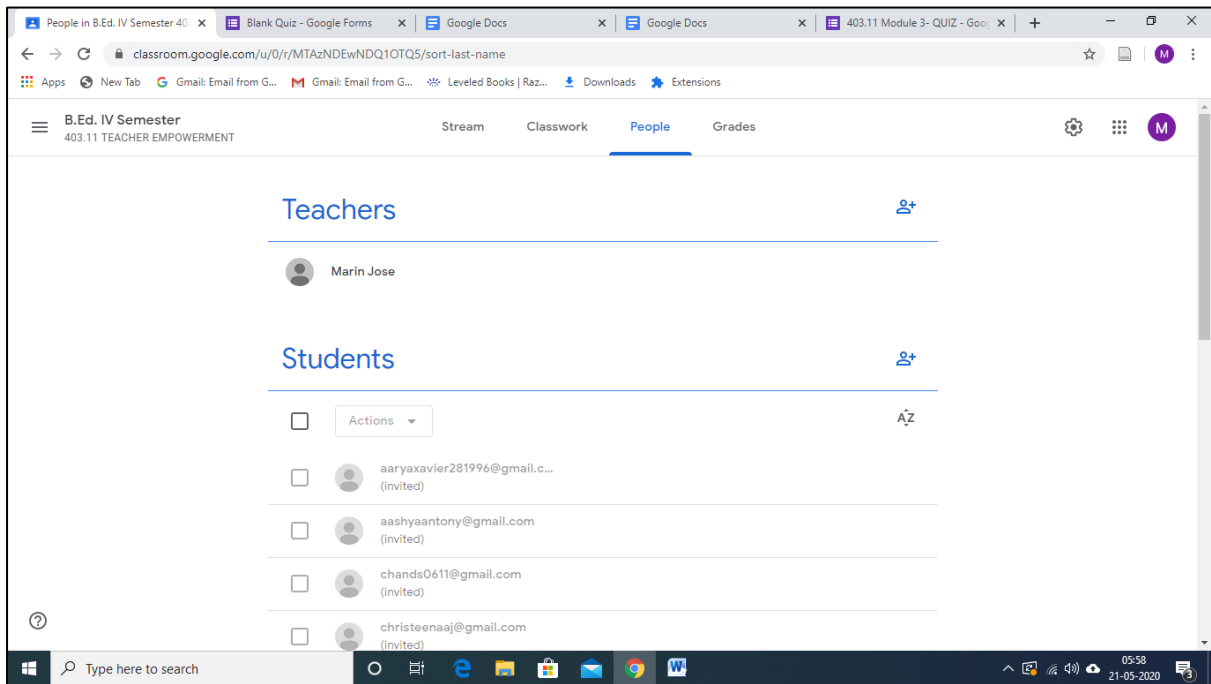 People in B.Ed. IV Semester 40
Blank Quiz - Google Forms
Google Docs
Google Docs
403.11 Module 3- QUIZ - Goo
classroom.google.com/u/0/r/MTAzNDEwNDQ1OTQ5/sort-last-name
M
Apps
New Tab
Gmail: Email from G...
Gmail: Email from G...
Leveled Books | Raz...
Downloads
Extensions
B.Ed. IV Semester
403.11 TEACHER EMPOWERMENT
Stream
Classwork
People
Grades
M
Teachers
Marin Jose
Students
Actions
AZ
aaryaxavier281996@gmail.c...
(invited)
aashyaantony@gmail.com
(invited)
chands0611@gmail.com
(invited)
christeenaaj@gmail.com
(invited)
Type here to search
05:58
21-05-2020
3